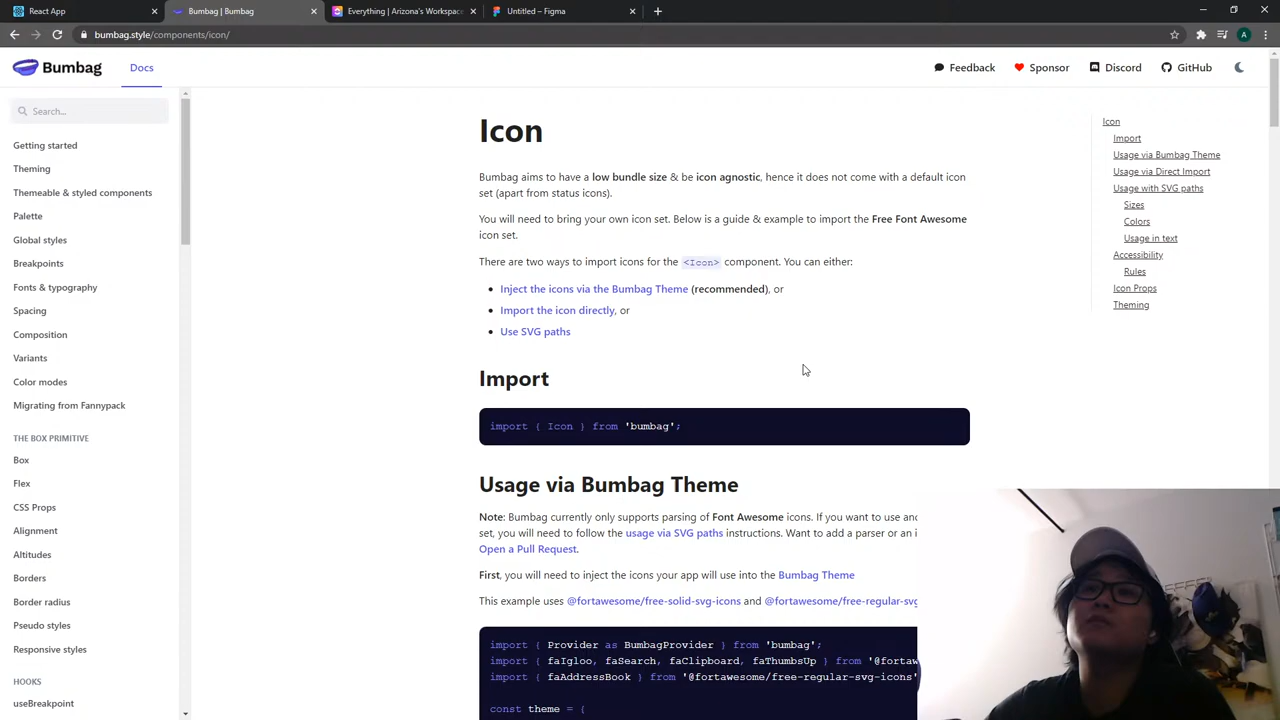 React App
Bumbag | Bumbag
Everything | Arizona's Workspace
Untitled – Figma
bumbag.style/components/icon/
A
Bumbag
Docs
Feedback
Sponsor
Discord
GitHub
Search...
Getting started
Theming
Themeable & styled components
Palette
Global styles
Breakpoints
Fonts & typography
Spacing
Composition
Variants
Color modes
Migrating from Fannypack
THE BOX PRIMITIVE
Box
Flex
CSS Props
Alignment
Altitudes
Borders
Border radius
Pseudo styles
Responsive styles
HOOKS
useBreakpoint
Icon
Bumbag aims to have a low bundle size & be icon agnostic, hence it does not come with a default icon
set (apart from status icons).
You will need to bring your own icon set. Below is a guide & example to import the Free Font Awesome
icon set.
There are two ways to import icons for the <Icon> component. You can either:
Inject the icons via the Bumbag Theme (recommended), or
Import the icon directly, or
Use SVG paths
Import
import { Icon } from 'bumbag';
Usage via Bumbag Theme
Note: Bumbag currently only supports parsing of Font Awesome icons. If you want to use
set, you will need to follow the usage via SVG paths instructions. Want to add a parser or an
Open a Pull Request.
First, you will need to inject the icons your app will use into the Bumbag Theme
This example uses @fortawesome/free-solid-svg-icons and @fortawesome/free-regular-svg
import { Provider as BumbagProvider } from 'bumbag';
import { faIgloo, faSearch, faClipboard, faThumbsUp } from '@fortaw
import { faAddressBook } from '@fortawesome/free-regular-svg-icons'
const theme = {
Icon
Import
Usage via Bumbag Theme
Usage via Direct Import
Usage with SVG paths
Sizes
Colors
Usage in text
Accessibility
Rules
Icon Props
Theming